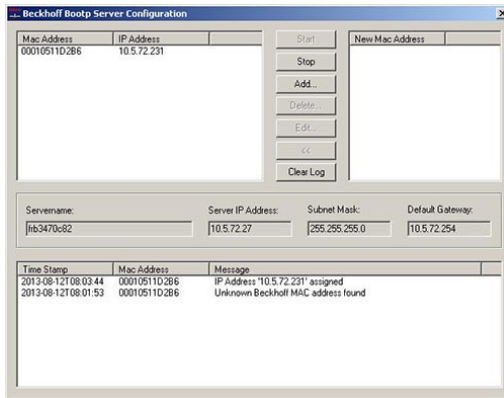 Beckhoff Bootp Server Configuration
Mac Address IP Address
00010511D2B6 10.5.72.231
Start
Stop
Add...
Delete...
Edit...
<<
Clear Log
New Mac Address
Servername: Server IP Address: Subnet Mask: Default Gateway:
frb3470c82 10.5.72.27 255.255.255.0 10.5.72.254
Time Stamp Mac Address Message
2013-08-12T08:03:44 00010511D2B6 IP Address '10.5.72.231' assigned
2013-08-12T08:01:53 00010511D2B6 Unknown Beckhoff MAC address found